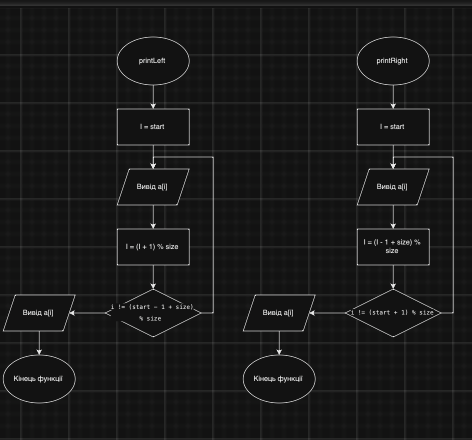 printLeft
I = start
Вивід a[i]
I = (I + 1) % size
i != (start - 1 + size)
% size
Вивід a[i]
Кінець функції
printRight
I = start
Вивід a[i]
I = (I - 1 + size) %
size
i != (start + 1) % size
Вивід a[i]
Кінець функції